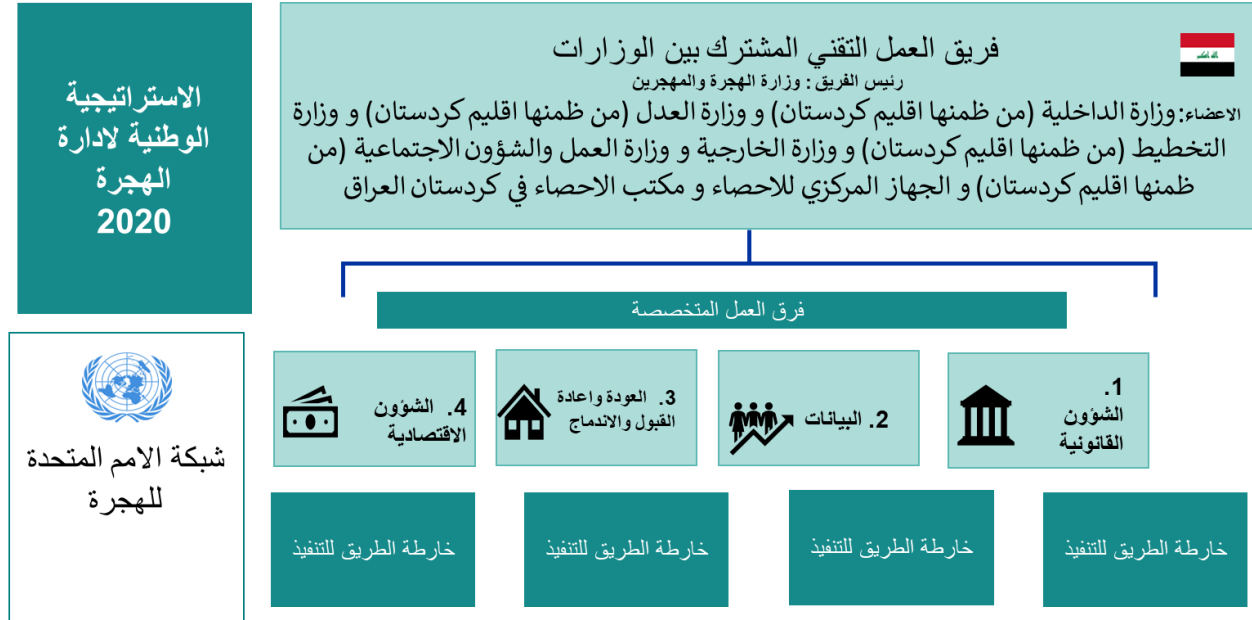 الاستراتيجية
الوطنية لادارة
الهجرة
2020
فريق العمل التقني المشترك بين الوزارات
رئيس الفريق : وزارة الهجرة والمهجرين
الاعضاء:وزارة الداخلية (من ظمنها اقليم كردستان) و وزارة العدل (من ظمنها اقليم كردستان) و وزارة
التخطيط (من ظمنها اقليم كردستان) و وزارة الخارجية و وزارة العمل والشؤون الاجتماعية (من
ظمنها اقليم كردستان) و الجهاز المركزي للاحصاء و مكتب الاحصاء في كردستان العراق
فرق العمل المتخصصة
1.
الشؤون
القانونية
2. البيانات
3. العودة واعادة
القبول والاندماج
4. الشؤون
الاقتصادية
خارطة الطريق للتنفيذ
خارطة الطريق للتنفيذ
خارطة الطريق للتنفيذ
خارطة الطريق للتنفيذ
شبكة الامم المتحدة
للهجرة